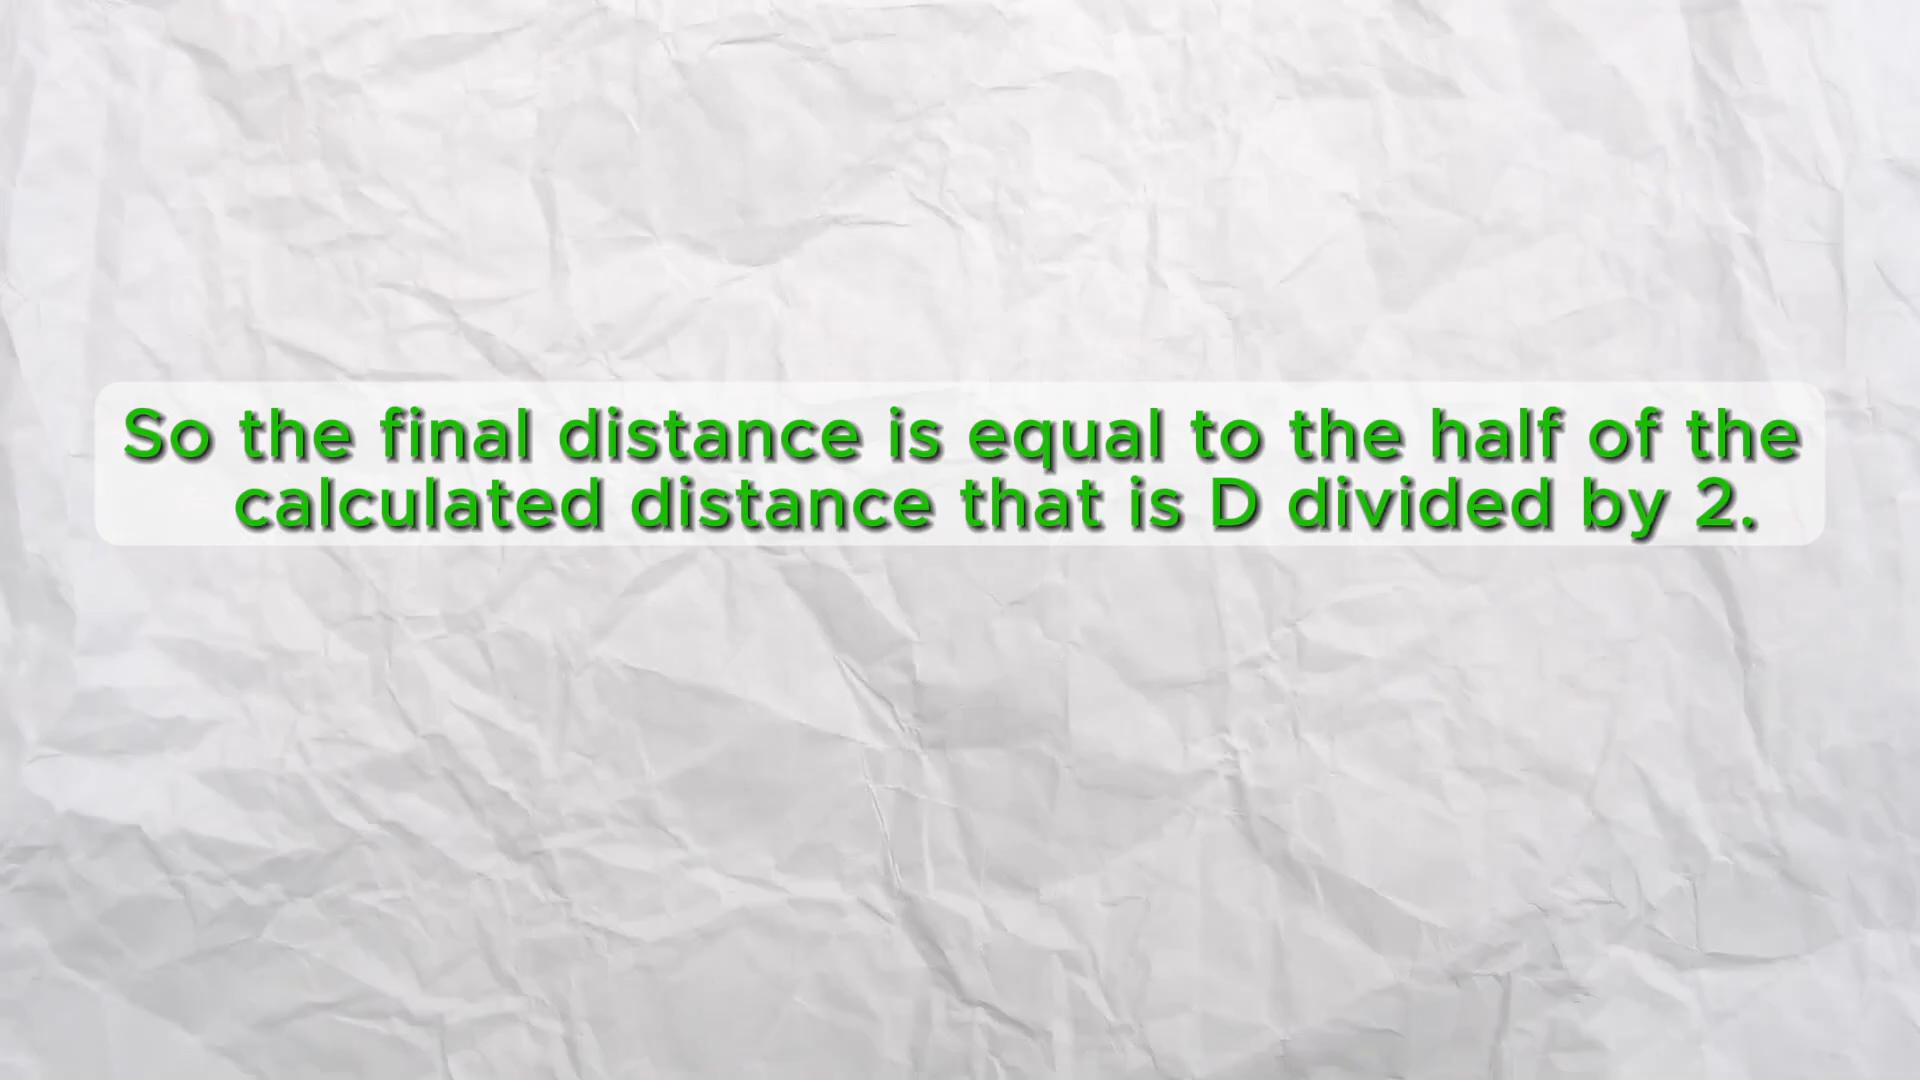 So the final distance is equal to the half of the
calculated distance that is D divided by 2.